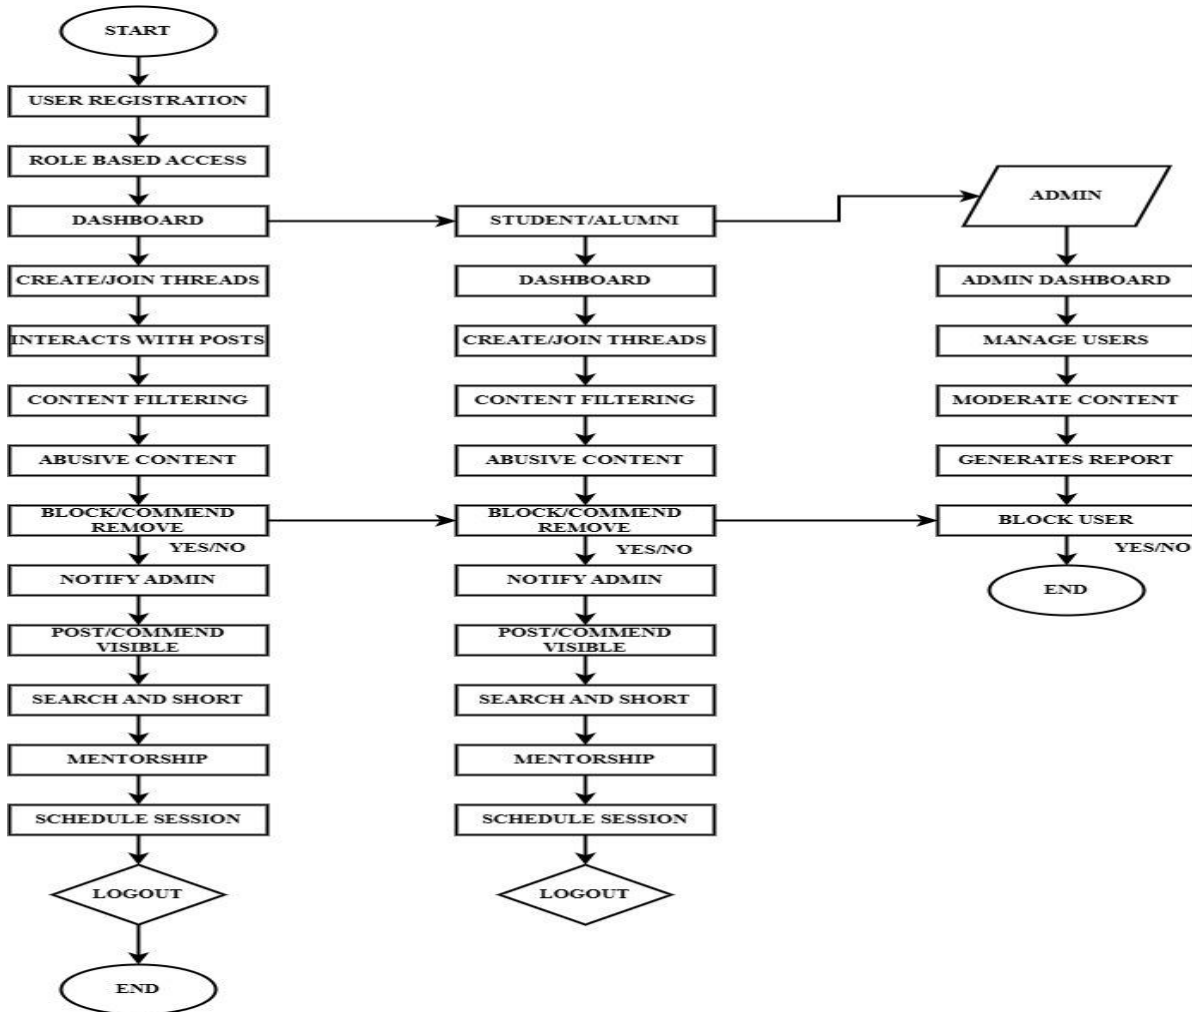 START
USER REGISTRATION
ROLE BASED ACCESS
DASHBOARD
CREATE/JOIN THREADS
INTERACTS WITH POSTS
CONTENT FILTERING
ABUSIVE CONTENT
BLOCK/COMMEND
REMOVE
YES/NO
NOTIFY ADMIN
POST/COMMEND
VISIBLE
SEARCH AND SHORT
MENTORSHIP
SCHEDULE SESSION
LOGOUT
END
STUDENT/ALUMNI
DASHBOARD
CREATE/JOIN THREADS
CONTENT FILTERING
ABUSIVE CONTENT
BLOCK/COMMEND
REMOVE
YES/NO
NOTIFY ADMIN
POST/COMMEND
VISIBLE
SEARCH AND SHORT
MENTORSHIP
SCHEDULE SESSION
LOGOUT
ADMIN
ADMIN DASHBOARD
MANAGE USERS
MODERATE CONTENT
GENERATES REPORT
BLOCK USER
YES/NO
END